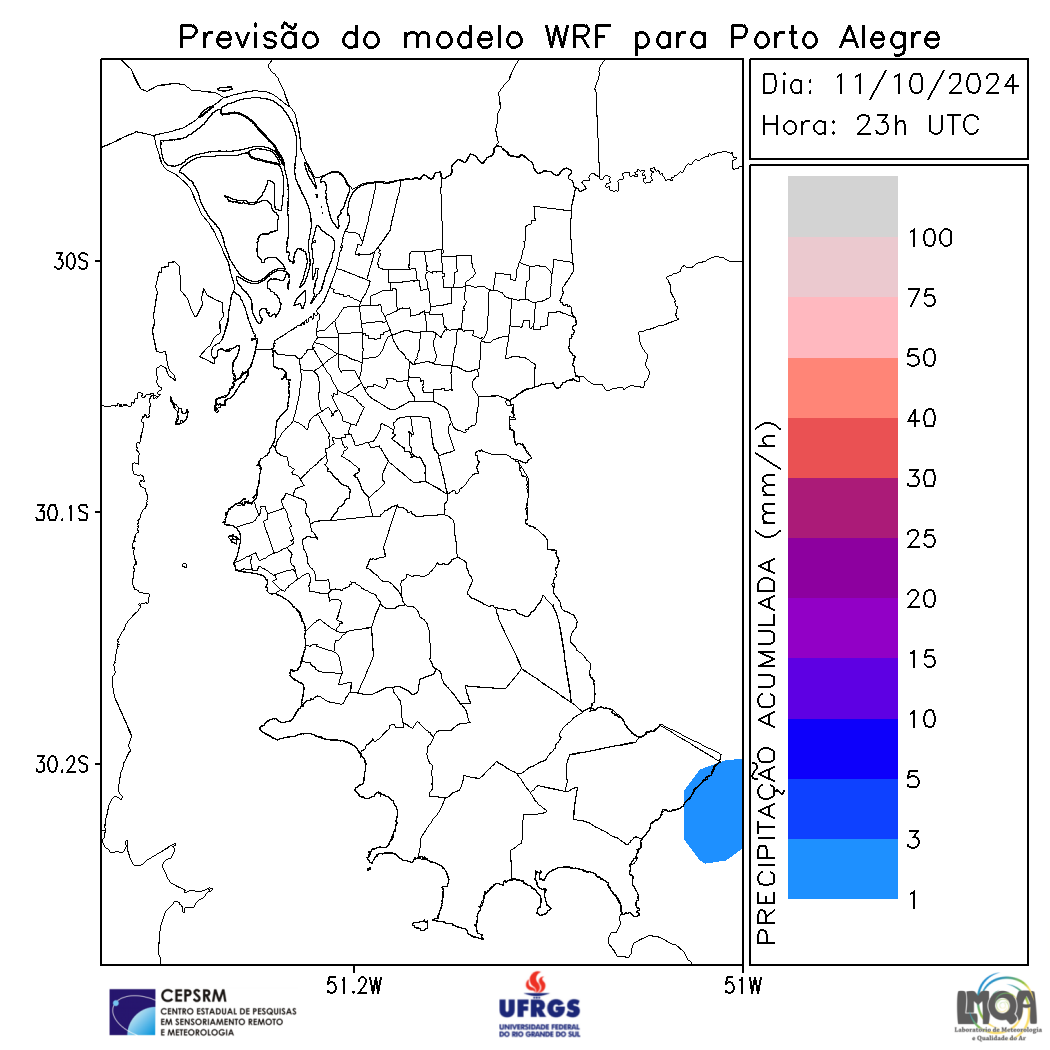 Previsão do modelo WRF para Porto Alegre
Dia: 11/10/2024
Hora: 23h UTC
30S
30.1S
30.2S
51.2W
51W
PRECIPITAÇÃO ACUMULADA (mm/h)
100
75
50
40
30
25
20
15
10
5
3
1
CEPSRM
CENTRO ESTADUAL DE PESQUISAS
EM SENSORIAMENTO REMOTO
E METEOROLOGIA
UFRGS
UNIVERSIDADE FEDERAL
DO RIO GRANDE DO SUL
LMQA
Laboratório de Meteorologia
e Qualidade do Ar